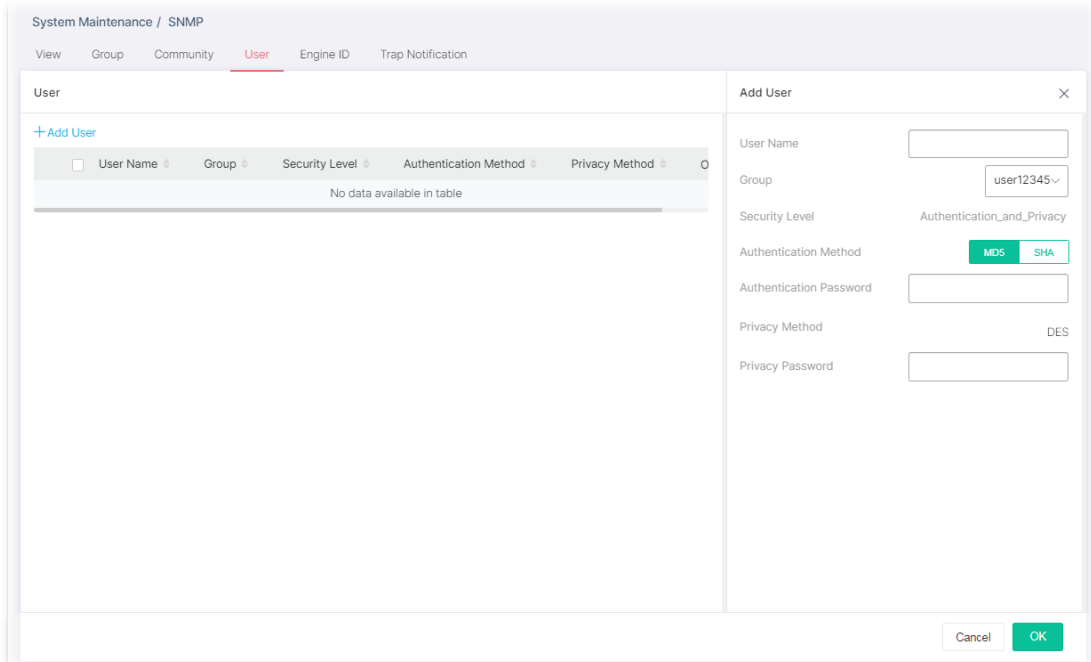 System Maintenance / SNMP
View Group Community User Engine ID Trap Notification
User
+Add User
User Name Group Security Level Authentication Method Privacy Method O
No data available in table
Add User
User Name
Group user12345
Security Level Authentication_and_Privacy
Authentication Method MD5 SHA
Authentication Password
Privacy Method DES
Privacy Password
Cancel OK